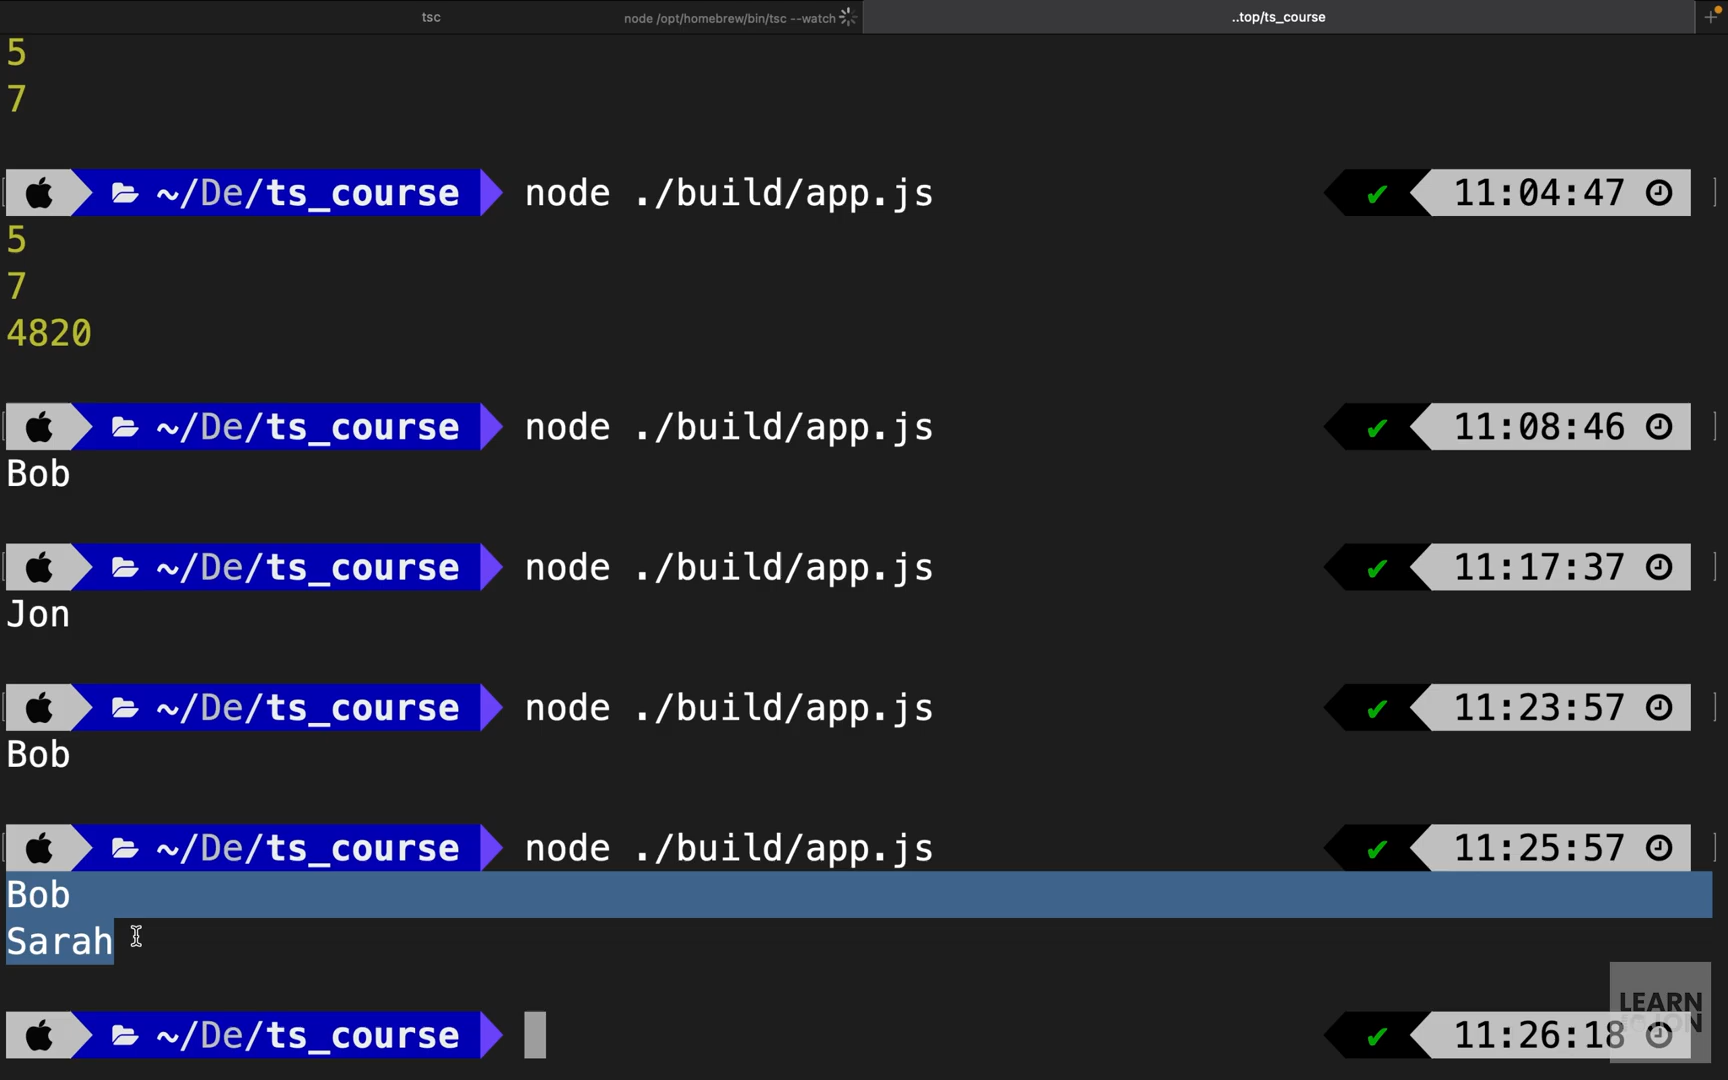 tsc
node /opt/homebrew/bin/tsc --watch
..top/ts_course
5
7
~/De/ts_course node ./build/app.js ✔ 11:04:47
5
7
4820
~/De/ts_course node ./build/app.js ✔ 11:08:46
Bob
~/De/ts_course node ./build/app.js ✔ 11:17:37
Jon
~/De/ts_course node ./build/app.js ✔ 11:23:57
Bob
~/De/ts_course node ./build/app.js ✔ 11:25:57
Bob
Sarah
~/De/ts_course ✔ 11:26:18
LEARN
JON